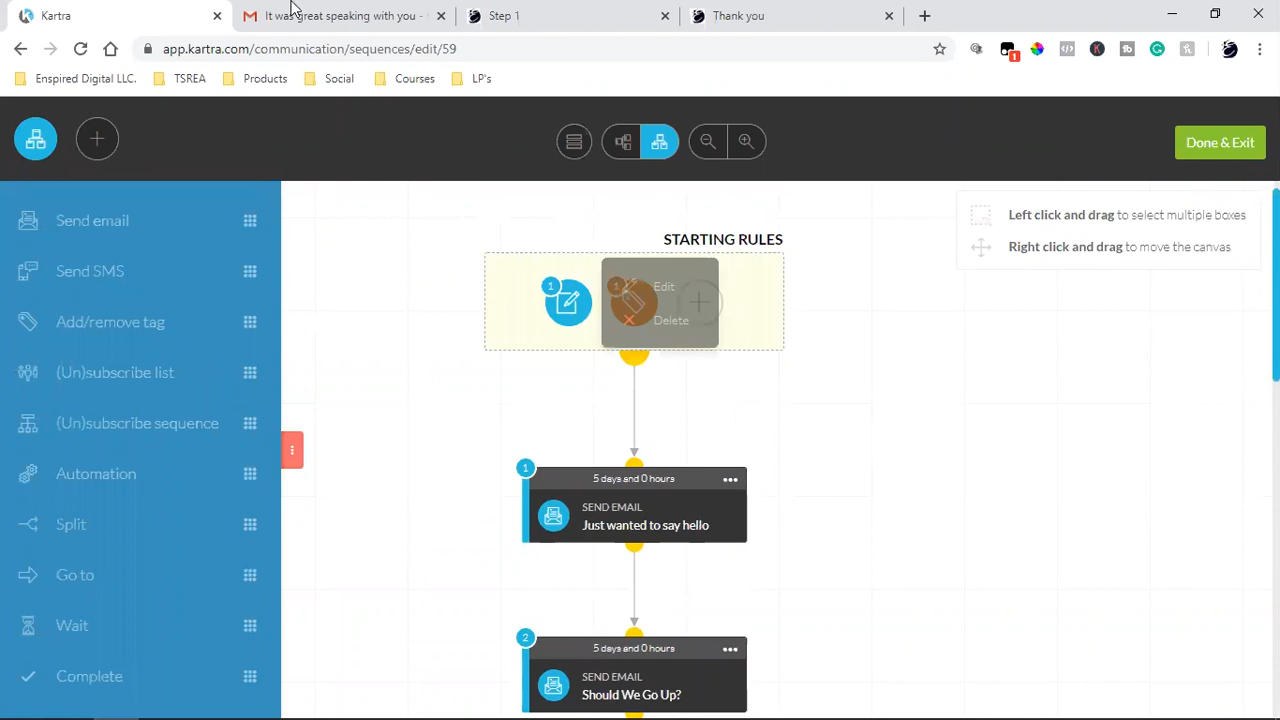 Kartra
It was great speaking with you -
Step 1
Thank you
app.kartra.com/communication/sequences/edit/59
1
Enspired Digital LLC.
TSREA
Products
Social
Courses
LP's
Done & Exit
Send email
Send SMS
Add/remove tag
(Un)subscribe list
(Un)subscribe sequence
Automation
Split
Go to
Wait
Complete
Left click and drag to select multiple boxes
Right click and drag to move the canvas
STARTING RULES
1
1
Edit
Delete
1
5 days and 0 hours
SEND EMAIL
Just wanted to say hello
2
5 days and 0 hours
SEND EMAIL
Should We Go Up?